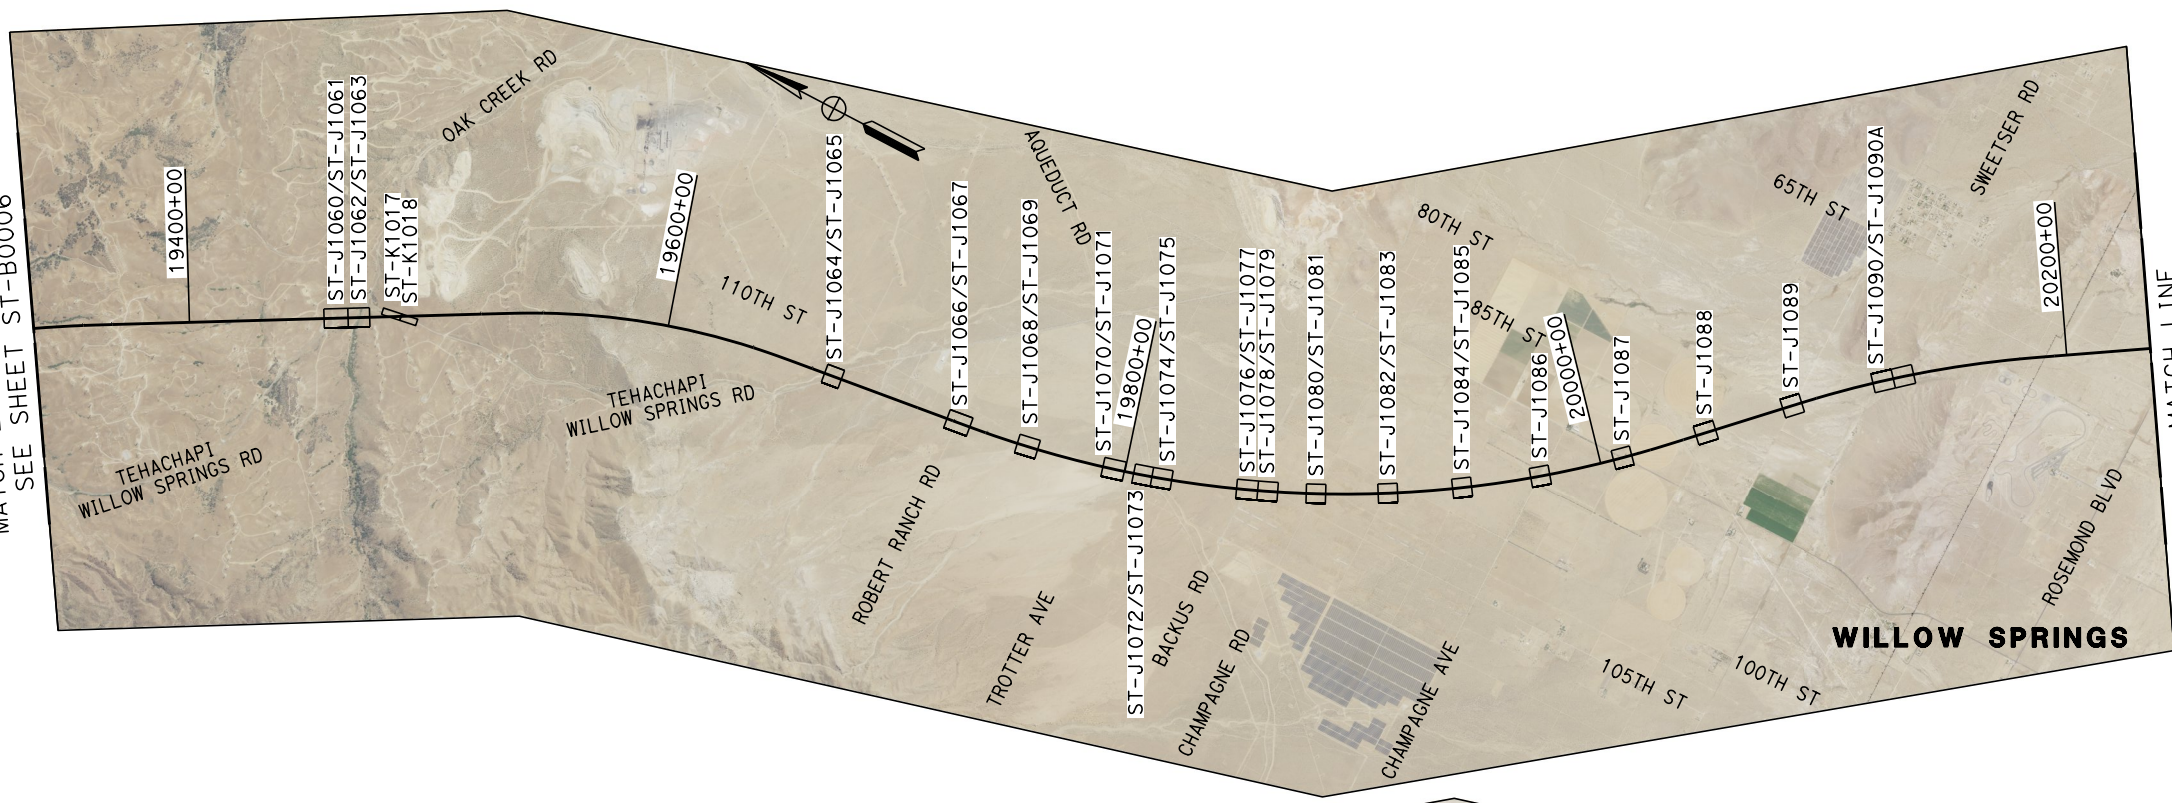 SEE SHEET ST-B0006
19400+00
ST-J1060/ST-J1061
ST-J1062/ST-J1063
ST-K1017
ST-K1018
OAK CREEK RD
TEHACHAPI
WILLOW SPRINGS RD
19600+00
110TH ST
TEHACHAPI
WILLOW SPRINGS RD
ST-J1064/ST-J1065
ROBERT RANCH RD
ST-J1066/ST-J1067
ST-J1068/ST-J1069
AQUEDUCT RD
TROTTER AVE
ST-J1070/ST-J1071
19800+00
ST-J1072/ST-J1073
ST-J1074/ST-J1075
BACKUS RD
CHAMPAGNE RD
ST-J1076/ST-J1077
ST-J1078/ST-J1079
ST-J1080/ST-J1081
ST-J1082/ST-J1083
CHAMPAGNE AVE
80TH ST
ST-J1084/ST-J1085
85TH ST
ST-J1086
20000+00
ST-J1087
105TH ST
ST-J1088
100TH ST
ST-J1089
65TH ST
ST-J1090/ST-J1090A
SWEETSER RD
20200+00
ROSEMOND BLVD
WILLOW SPRINGS
MATCH LINE